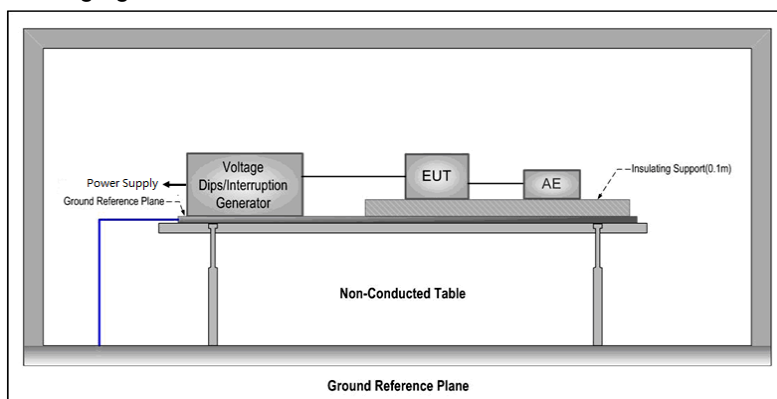 Voltage
Dips/Interruption
Generator
EUT
AE
Insulating Support(0.1m)
Power Supply
Ground Reference Plane
Non-Conducted Table
Ground Reference Plane